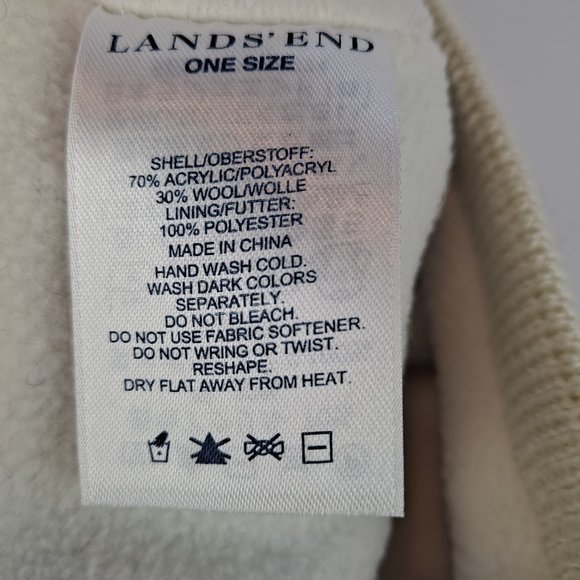 LANDS' END
ONE SIZE
SHELL/OBERSTOFF:
70% ACRYLIC/POLYACRYL
30% WOOL/WOLLE
LINING/FUTTER:
100% POLYESTER
MADE IN CHINA
HAND WASH COLD.
WASH DARK COLORS
SEPARATELY.
DO NOT BLEACH.
DO NOT USE FABRIC SOFTENER.
DO NOT WRING OR TWIST.
RESHAPE.
DRY FLAT AWAY FROM HEAT.